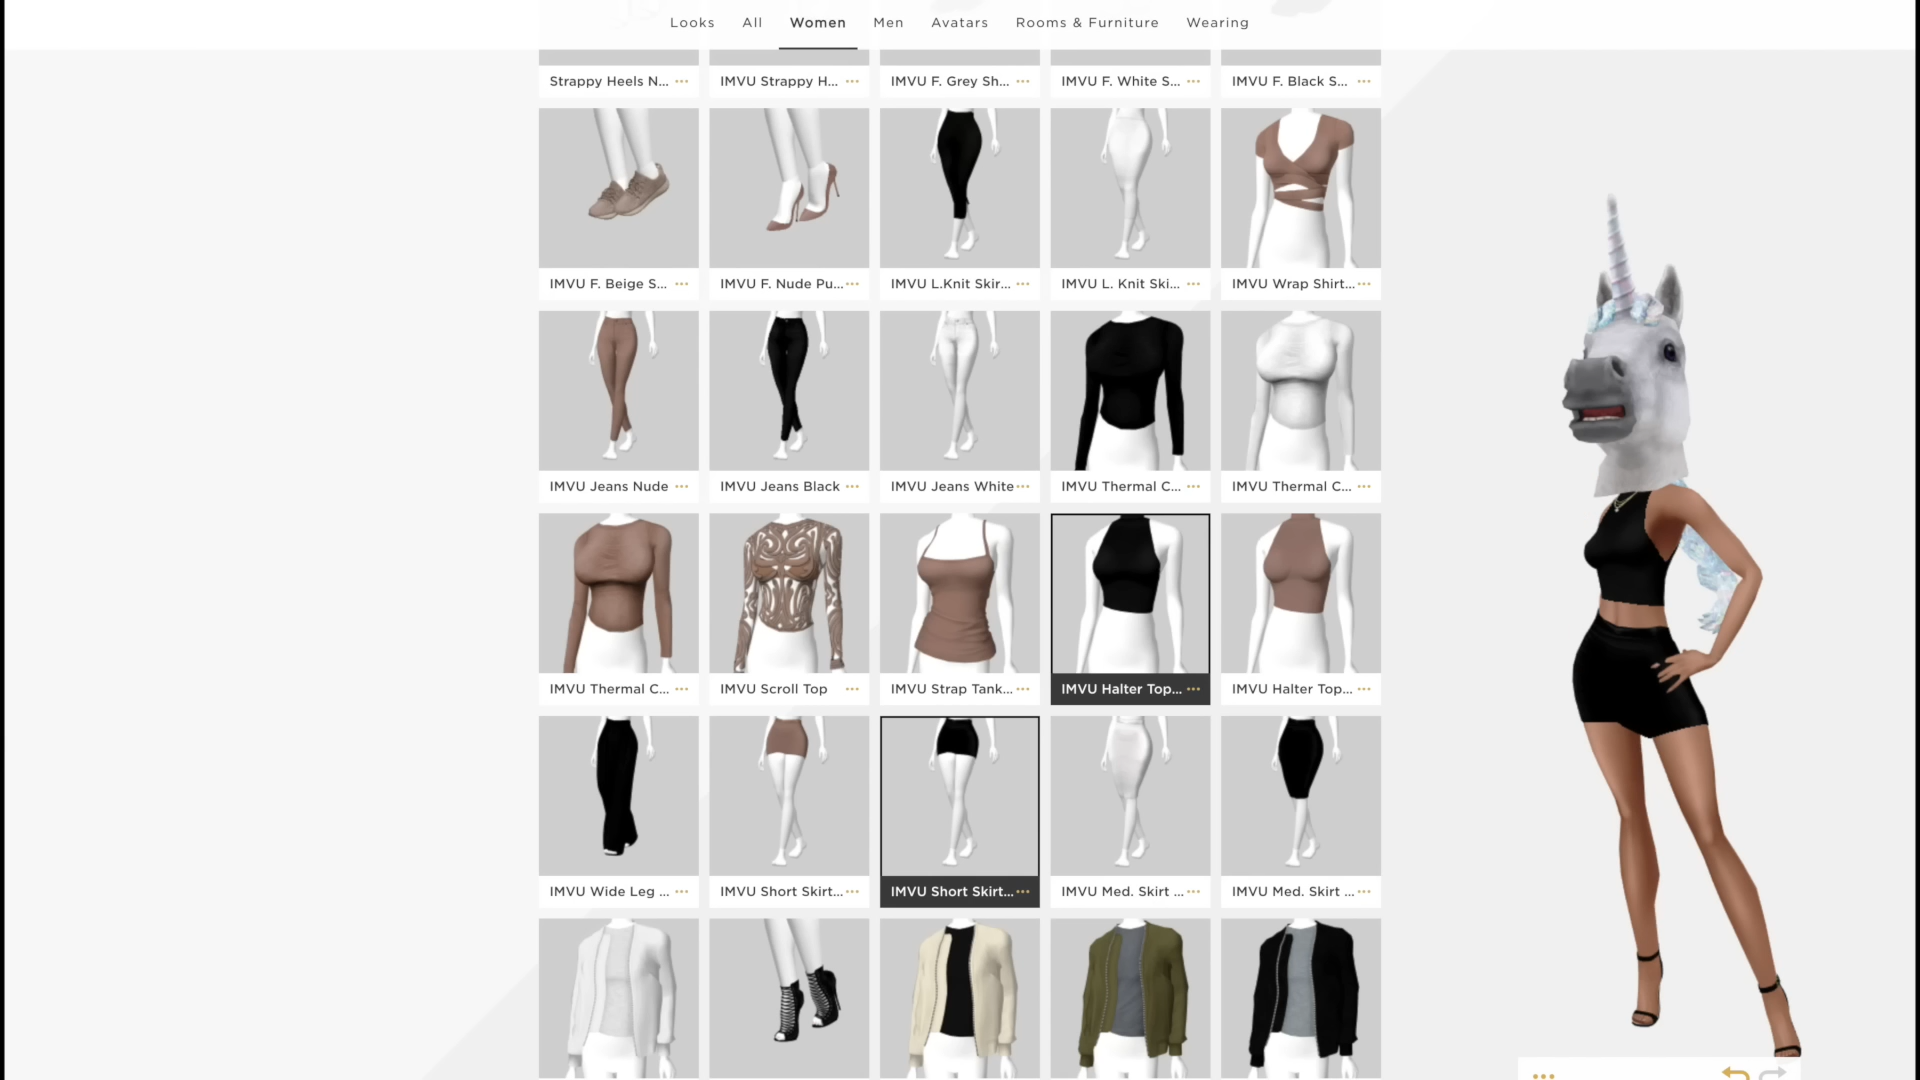 Looks All Women Men Avatars Rooms & Furniture Wearing
Strappy Heels N... IMVU Strappy H... IMVU F. Grey Sh... IMVU F. White S... IMVU F. Black S...
IMVU F. Beige S... IMVU F. Nude Pu... IMVU L.Knit Skir... IMVU L. Knit Ski... IMVU Wrap Shirt...
IMVU Jeans Nude IMVU Jeans Black IMVU Jeans White IMVU Thermal C... IMVU Thermal C...
IMVU Thermal C... IMVU Scroll Top IMVU Strap Tank... IMVU Halter Top... IMVU Halter Top...
IMVU Wide Leg ... IMVU Short Skirt... IMVU Short Skirt... IMVU Med. Skirt ... IMVU Med. Skirt ...